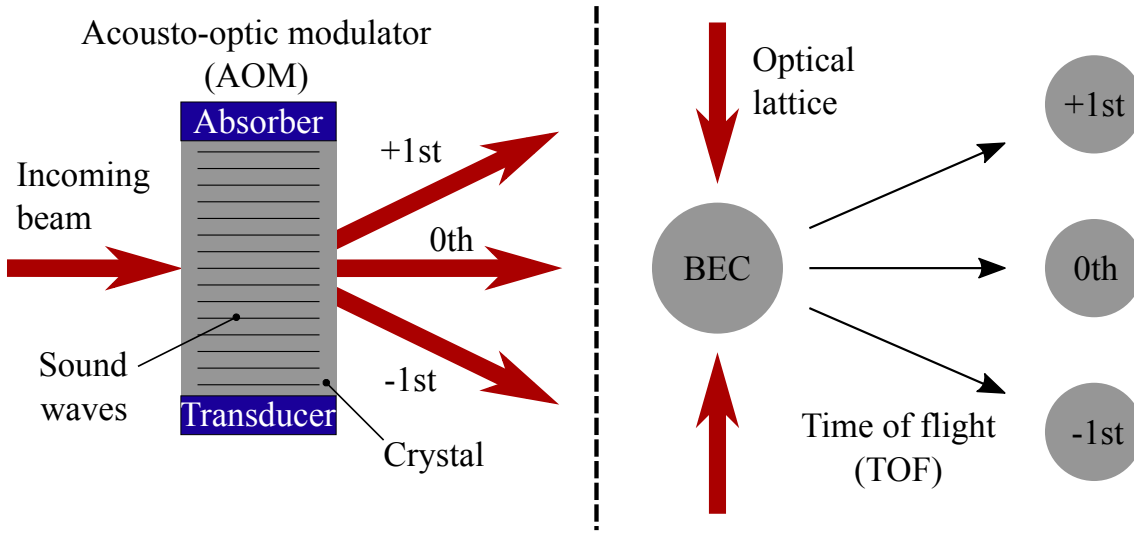 Acousto-optic modulator
(AOM)
Absorber
Incoming
beam
+1st
0th
-1st
Sound
waves
Transducer
Crystal
Optical
lattice
BEC
+1st
0th
-1st
Time of flight
(TOF)